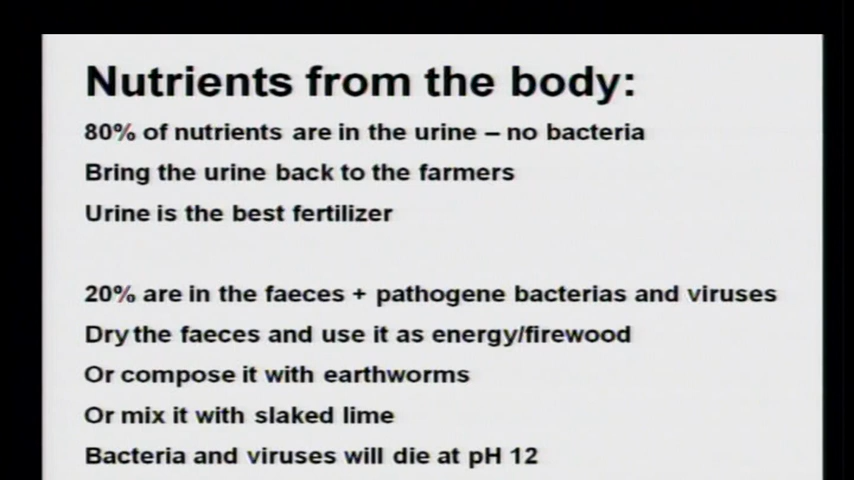 Nutrients from the body:
80% of nutrients are in the urine – no bacteria
Bring the urine back to the farmers
Urine is the best fertilizer
20% are in the faeces + pathogene bacterias and viruses
Dry the faeces and use it as energy/firewood
Or compose it with earthworms
Or mix it with slaked lime
Bacteria and viruses will die at pH 12